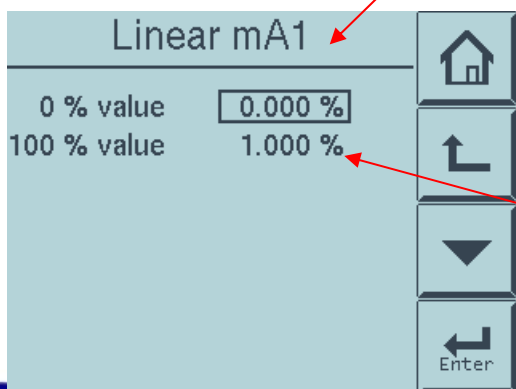 Linear mA1
0 % value 0.000 %
100 % value 1.000 %
Enter